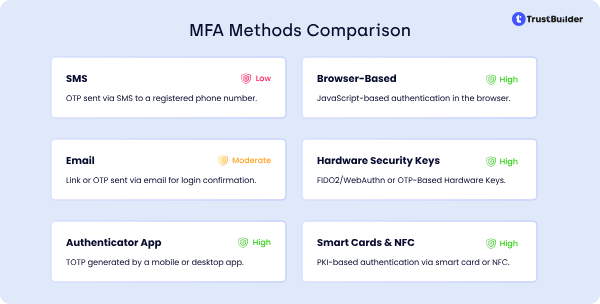 TrustBuilder
MFA Methods Comparison
SMS
Low
OTP sent via SMS to a registered phone number.
Browser-Based
High
JavaScript-based authentication in the browser.
Email
Moderate
Link or OTP sent via email for login confirmation.
Hardware Security Keys
High
FIDO2/WebAuthn or OTP-Based Hardware Keys.
Authenticator App
High
TOTP generated by a mobile or desktop app.
Smart Cards & NFC
High
PKI-based authentication via smart card or NFC.